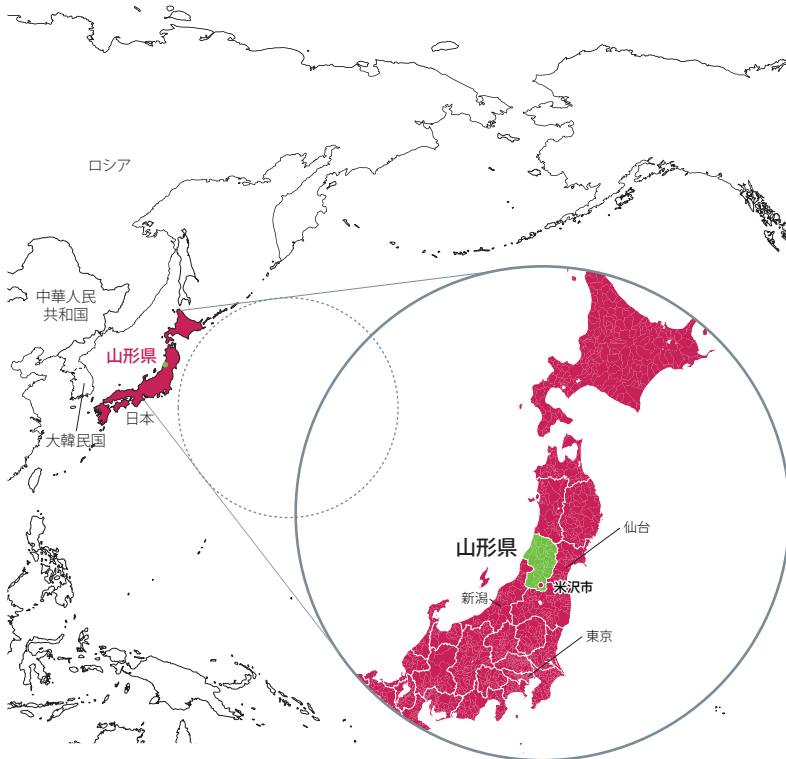 ロシア
中華人民
共和国
山形県
日本
大韓民国
山形県
仙台
米沢市
新潟
東京